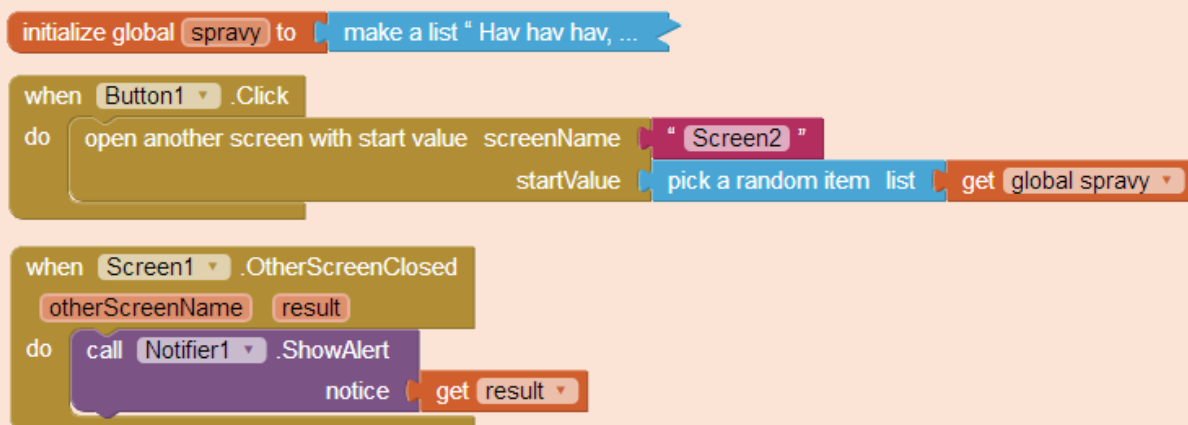 initialize global spravy to make a list " Hav hav hav, ...
when Button1 .Click
do open another screen with start value screenName " Screen2 "
startValue pick a random item list get global spravy
when Screen1 .OtherScreenClosed
otherScreenName result
do call Notifier1 .ShowAlert
notice get result